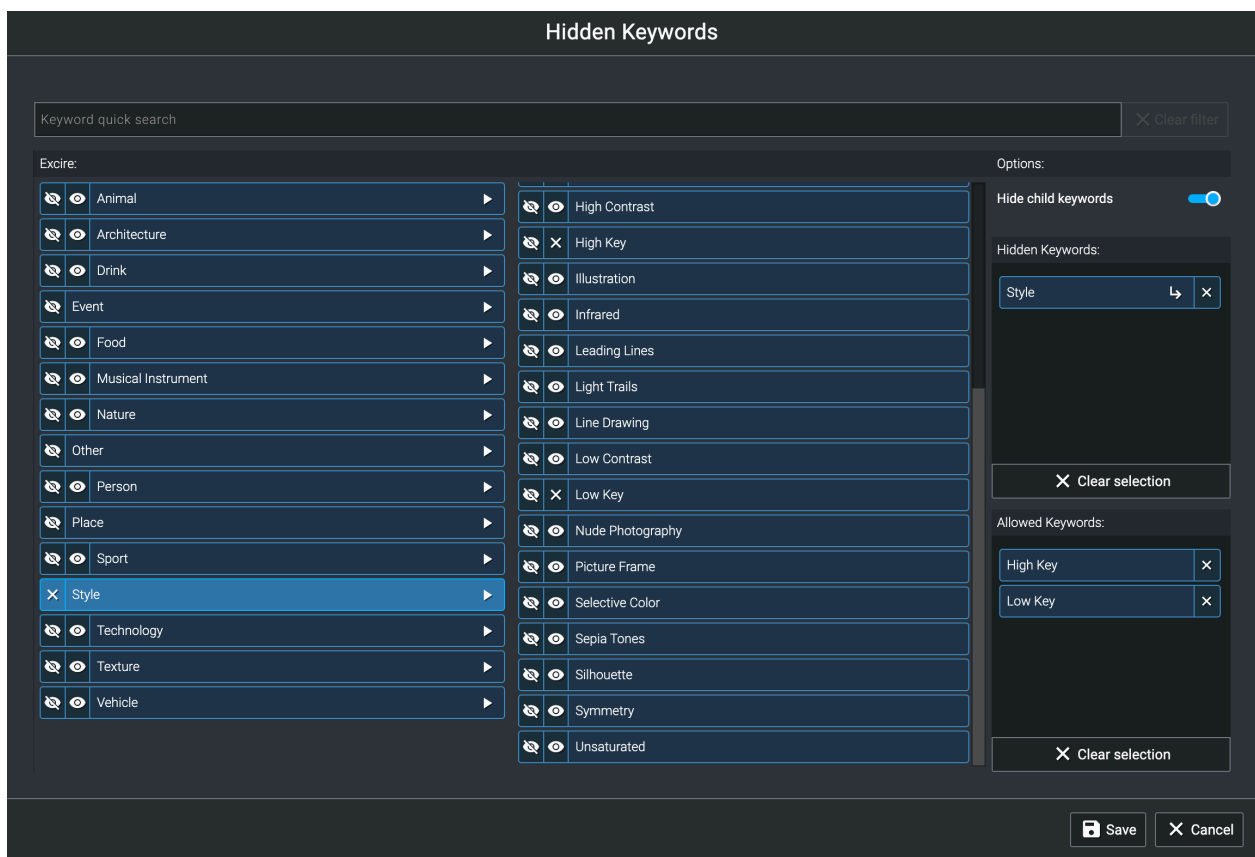 Hidden Keywords
Keyword quick search
Clear filter
Excire:
Animal
Architecture
Drink
Event
Food
Musical Instrument
Nature
Other
Person
Place
Sport
Style
Technology
Texture
Vehicle
High Contrast
High Key
Illustration
Infrared
Leading Lines
Light Trails
Line Drawing
Low Contrast
Low Key
Nude Photography
Picture Frame
Selective Color
Sepia Tones
Silhouette
Symmetry
Unsaturated
Options:
Hide child keywords
Hidden Keywords:
Style
Clear selection
Allowed Keywords:
High Key
Low Key
Clear selection
Save
Cancel